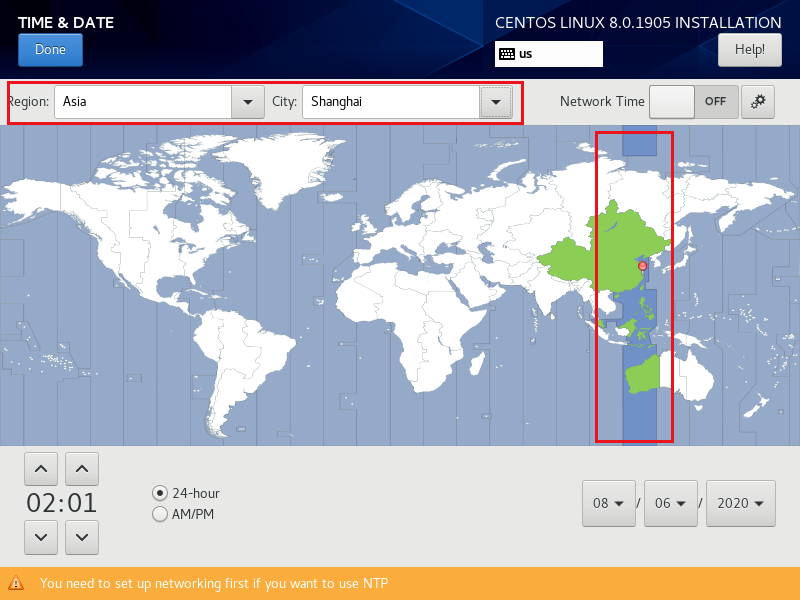 TIME & DATE
CENTOS LINUX 8.0.1905 INSTALLATION
Done
us
Help!
Region: Asia City: Shanghai Network Time OFF
02:01
24-hour
AM/PM
08 / 06 / 2020
You need to set up networking first if you want to use NTP